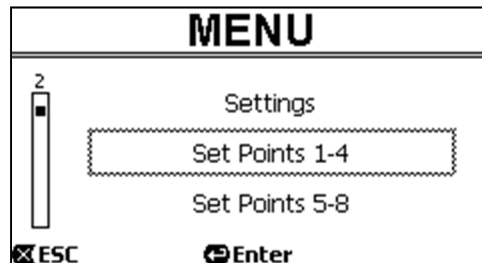 MENU
2
Settings
Set Points 1-4
Set Points 5-8
ESC
Enter